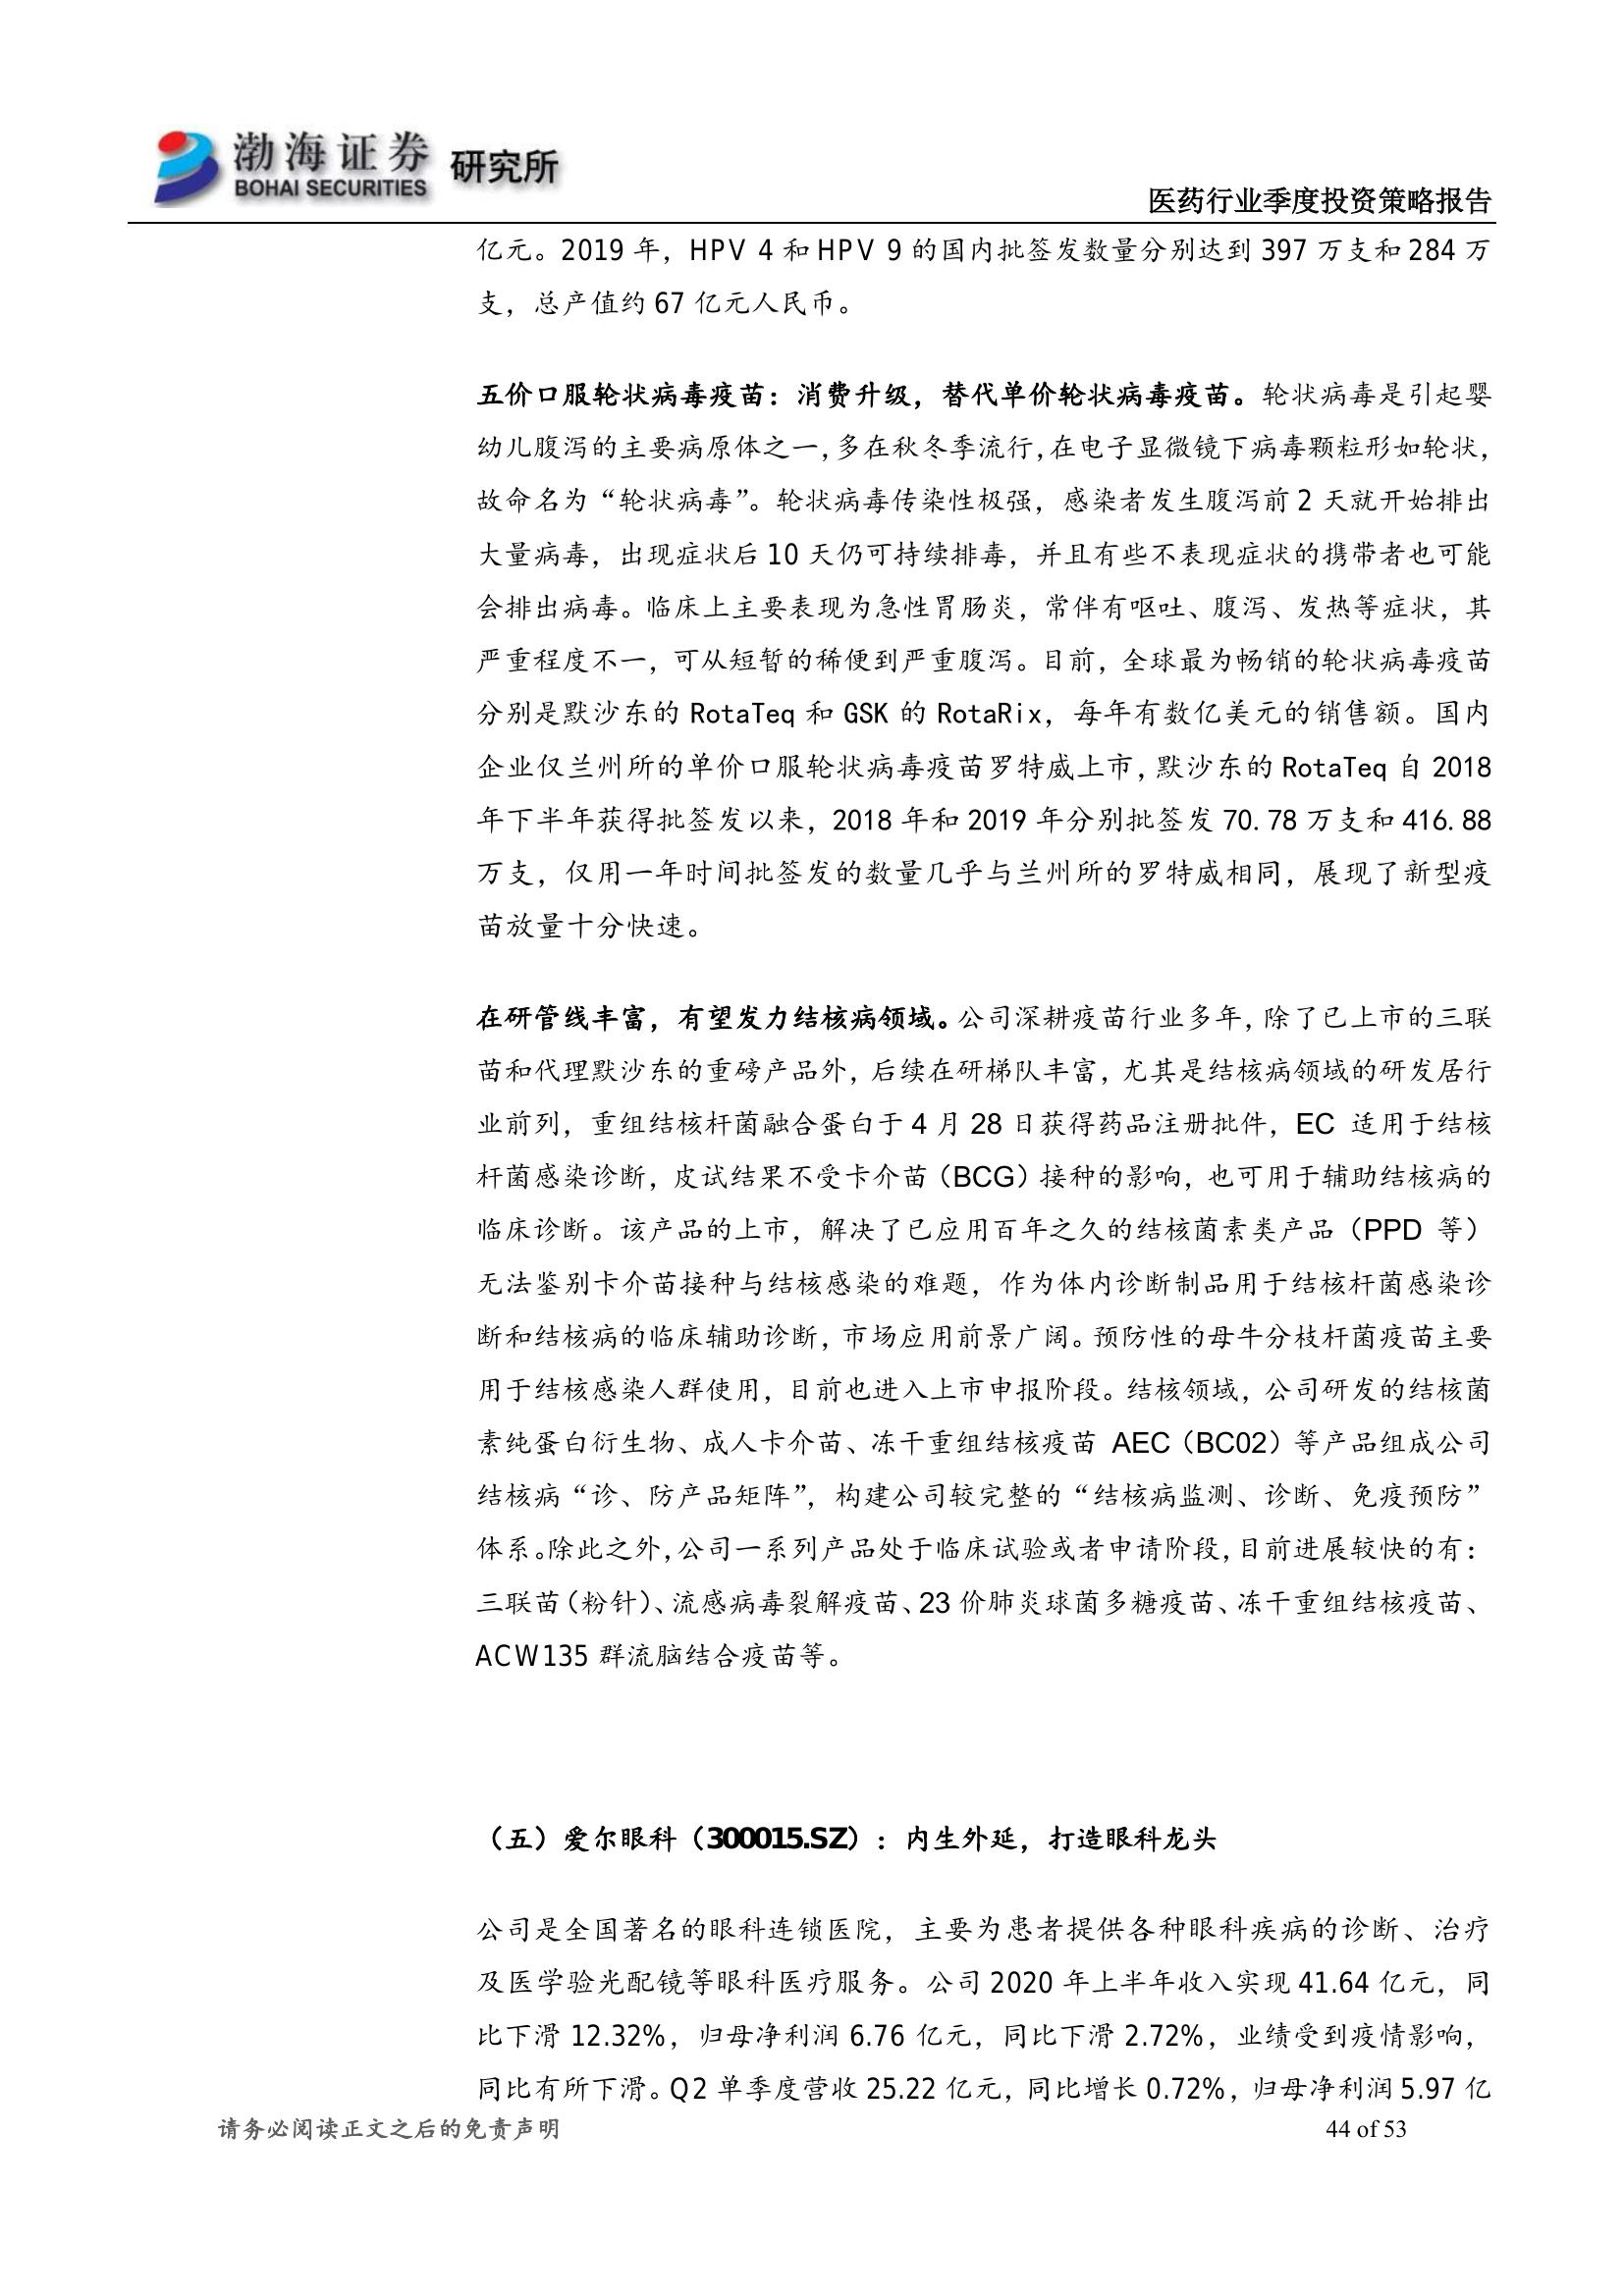 渤海证券 研究所
BOHAI SECURITIES
医药行业季度投资策略报告
亿元。2019 年，HPV 4 和 HPV 9 的国内批签发数量分别达到 397 万支和 284 万
支，总产值约 67 亿元人民币。
五价口服轮状病毒疫苗：消费升级，替代单价轮状病毒疫苗。轮状病毒是引起婴
幼儿腹泻的主要病原体之一，多在秋冬季流行，在电子显微镜下病毒颗粒形如轮状，
故命名为“轮状病毒”。轮状病毒传染性极强，感染者发生腹泻前 2 天就开始排出
大量病毒，出现症状后 10 天仍可持续排毒，并且有些不表现症状的携带者也可能
会排出病毒。临床上主要表现为急性胃肠炎，常伴有呕吐、腹泻、发热等症状，其
严重程度不一，可从短暂的稀便到严重腹泻。目前，全球最为畅销的轮状病毒疫苗
分别是默沙东的 RotaTeq 和 GSK 的 RotaRix，每年有数亿美元的销售额。国内
企业仅兰州所的单价口服轮状病毒疫苗罗特威上市，默沙东的 RotaTeq 自 2018
年下半年获得批签发以来，2018 年和 2019 年分别批签发 70.78 万支和 416.88
万支，仅用一年时间批签发的数量几乎与兰州所的罗特威相同，展现了新型疫
苗放量十分快速。
在研管线丰富，有望发力结核病领域。公司深耕疫苗行业多年，除了已上市的三联
苗和代理默沙东的重磅产品外，后续在研梯队丰富，尤其是结核病领域的研发居行
业前列，重组结核杆菌融合蛋白于 4 月 28 日获得药品注册批件，EC 适用于结核
杆菌感染诊断，皮试结果不受卡介苗（BCG）接种的影响，也可用于辅助结核病的
临床诊断。该产品的上市，解决了已应用百年之久的结核菌素类产品（PPD 等）
无法鉴别卡介苗接种与结核感染的难题，作为体内诊断制品用于结核杆菌感染诊
断和结核病的临床辅助诊断，市场应用前景广阔。预防性的母牛分枝杆菌疫苗主要
用于结核感染人群使用，目前也进入上市申报阶段。结核领域，公司研发的结核菌
素纯蛋白衍生物、成人卡介苗、冻干重组结核疫苗 AEC（BC02）等产品组成公司
结核病“诊、防产品矩阵”，构建公司较完整的“结核病监测、诊断、免疫预防”
体系。除此之外，公司一系列产品处于临床试验或者申请阶段，目前进展较快的有：
三联苗（粉针）、流感病毒裂解疫苗、23 价肺炎球菌多糖疫苗、冻干重组结核疫苗、
ACW135 群流脑结合疫苗等。
（五）爱尔眼科（300015.SZ）：内生外延，打造眼科龙头
公司是全国著名的眼科连锁医院，主要为患者提供各种眼科疾病的诊断、治疗
及医学验光配镜等眼科医疗服务。公司 2020 年上半年收入实现 41.64 亿元，同
比下滑 12.32%，归母净利润 6.76 亿元，同比下滑 2.72%，业绩受到疫情影响，
同比有所下滑。Q2 单季度营收 25.22 亿元，同比增长 0.72%，归母净利润 5.97 亿
请务必阅读正文之后的免责声明
44 of 53